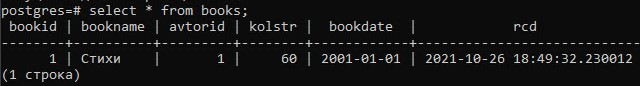 postgres=# select * from books;
bookid | bookname | avtorid | kolstr | bookdate | rcd
--------+----------+---------+--------+------------+----------------------------
1 | Стихи | 1 | 60 | 2001-01-01 | 2021-10-26 18:49:32.230012
(1 строка)